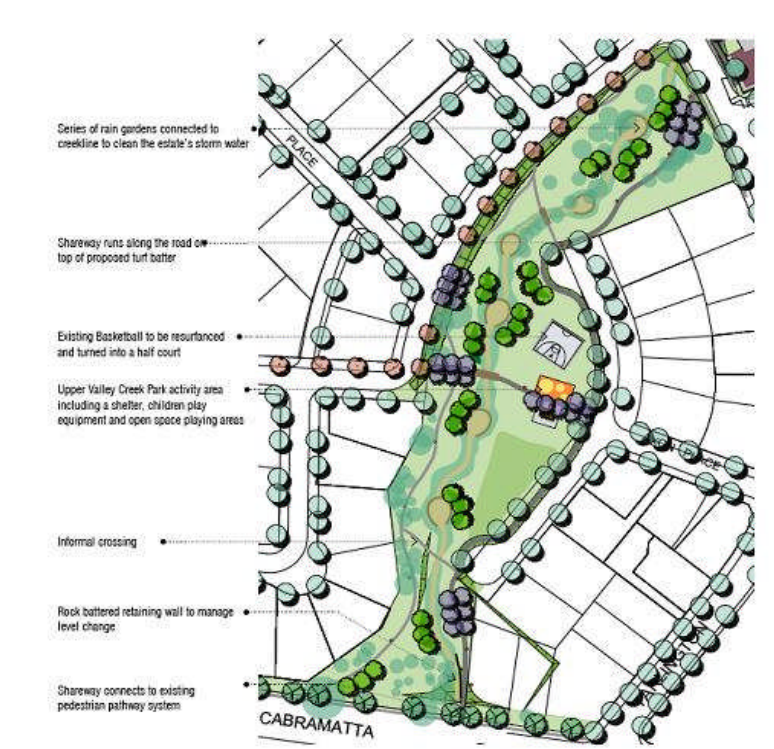 Series of rain gardens connected to
creekline to clean the estate's storm water
PLACE
Shareway runs along the road on
top of proposed turf batter
Existing Basketball to be resurfanced
and turned into a half court
Upper Valley Creek Park activity area
including a shelter, children play
equipment and open space playing areas
PLACE
Informal crossing
Rock battered retaining wall to manage
level change
Shareway connects to existing
pedestrian pathway system
CABRAMATTA